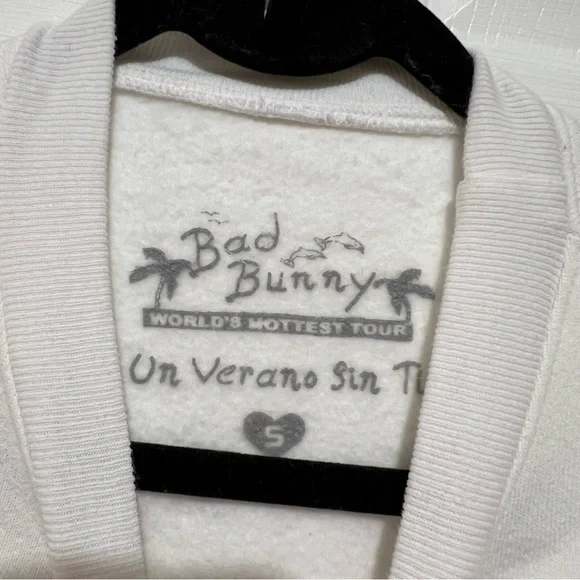 Bad
Bunny
WORLD'S HOTTEST TOUR
Un Verano Sin Ti
S